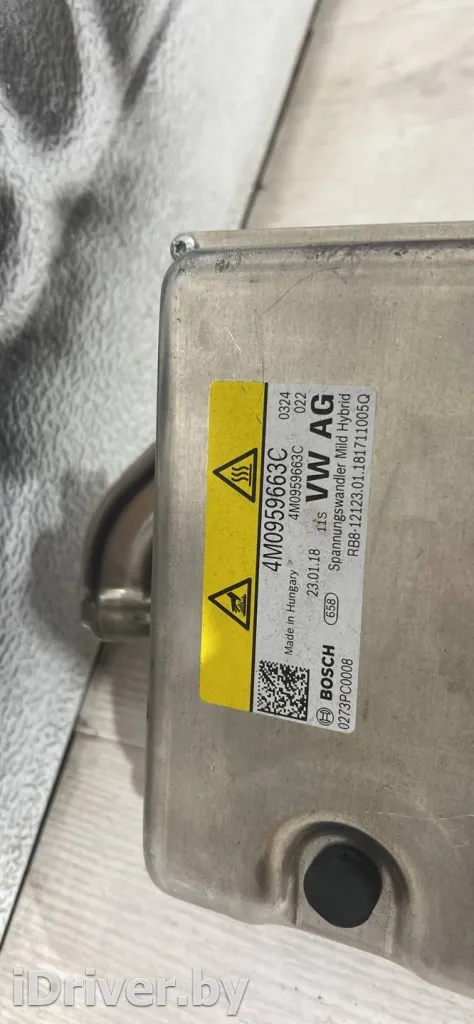 4M0959663C 0324
4M0959663C 022
Made in Hungary
23.01.18 11S VW AG
658 Spannungswandler Mild Hybrid
BOSCH RB8-12123.01.181711005Q
0273PC0008
iDriver.by